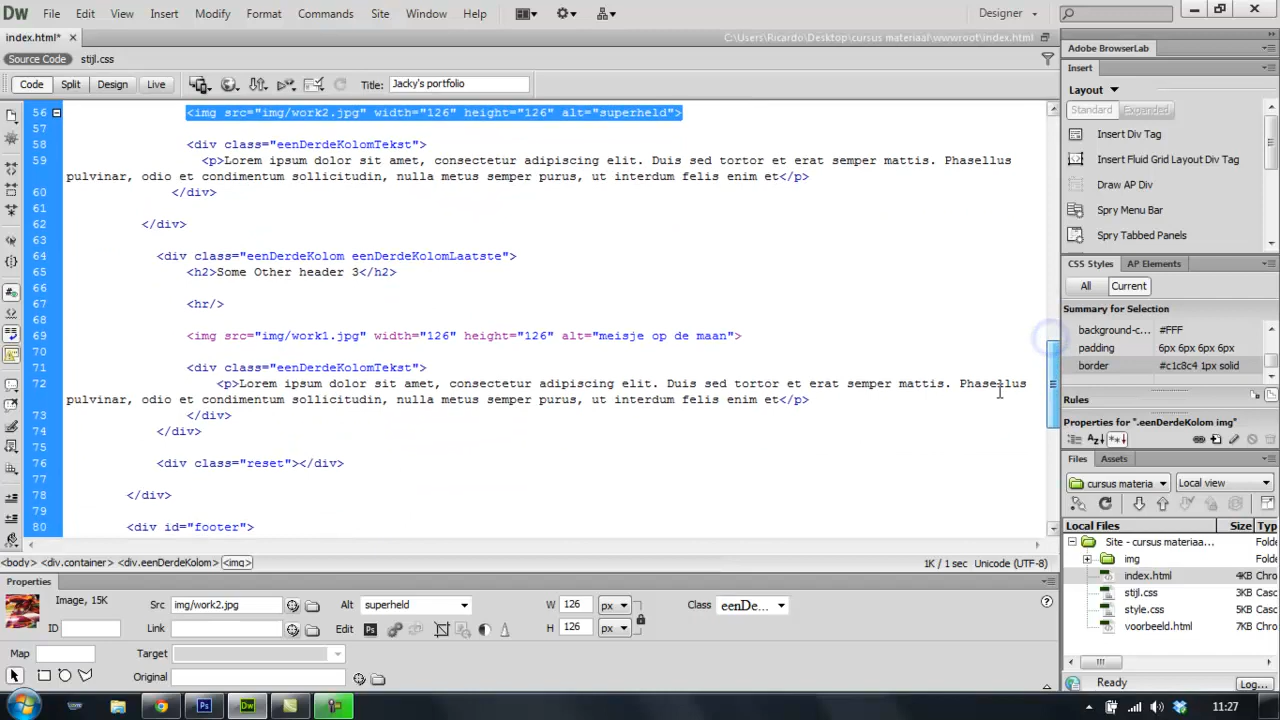 Dw File Edit View Insert Modify Format Commands Site Window Help Designer
index.html* C:\Users\Ricardo\Desktop\cursus materiaal\wwwroot\index.html
Source Code stijl.css
Code Split Design Live Title: Jacky's portfolio
56 <img src="img/work2.jpg" width="126" height="126" alt="superheld">
57
58 <div class="eenDerdeKolomTekst">
59 <p>Lorem ipsum dolor sit amet, consectetur adipiscing elit. Duis sed tortor et erat semper mattis. Phasellus
pulvinar, odio et condimentum sollicitudin, nulla metus semper purus, ut interdum felis enim et</p>
60 </div>
61
62 </div>
63
64 <div class="eenDerdeKolom eenDerdeKolomLaatste">
65 <h2>Some Other header 3</h2>
66
67 <hr/>
68
69 <img src="img/work1.jpg" width="126" height="126" alt="meisje op de maan">
70
71 <div class="eenDerdeKolomTekst">
72 <p>Lorem ipsum dolor sit amet, consectetur adipiscing elit. Duis sed tortor et erat semper mattis. Phasellus
pulvinar, odio et condimentum sollicitudin, nulla metus semper purus, ut interdum felis enim et</p>
73 </div>
74 </div>
75
76 <div class="reset"></div>
77
78 </div>
79
80 <div id="footer">
<body> <div.container> <div.eenDerdeKolom> <img> 1K / 1 sec Unicode (UTF-8)
Properties
Image, 15K Src img/work2.jpg Alt superheld W 126 px Class eenDe...
ID Link Edit Ps H 126 px
Map Target
Original
Adobe BrowserLab
Insert
Layout
Standard Expanded
Insert Div Tag
Insert Fluid Grid Layout Div Tag
Draw AP Div
Spry Menu Bar
Spry Tabbed Panels
CSS Styles AP Elements
All Current
Summary for Selection
background-c... #FFF
padding 6px 6px 6px 6px
border #c1c8c4 1px solid
Rules
Properties for ".eenDerdeKolom img"
Files Assets
cursus materia Local view
Local Files Size Typ
Site - cursus materiaa... Folde
img Folde
index.html 4KB Chro
stijl.css 3KB Casc
style.css 5KB Casc
voorbeeld.html 7KB Chro
Ready Log...
Ps Dw 11:27